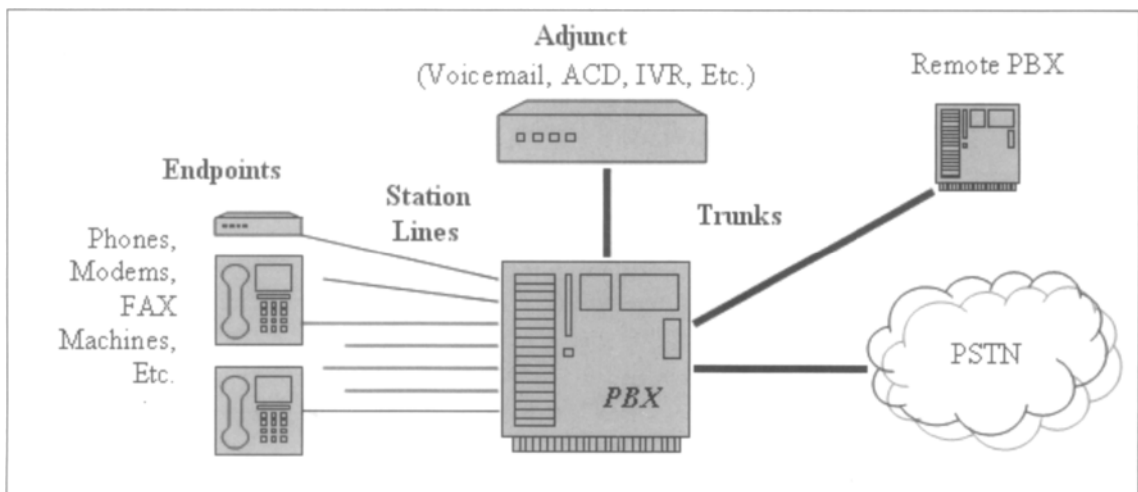 Adjunct
(Voicemail, ACD, IVR, Etc.)
Remote PBX
Endpoints
Station
Lines
Trunks
Phones,
Modems,
FAX
Machines,
Etc.
PBX
PSTN